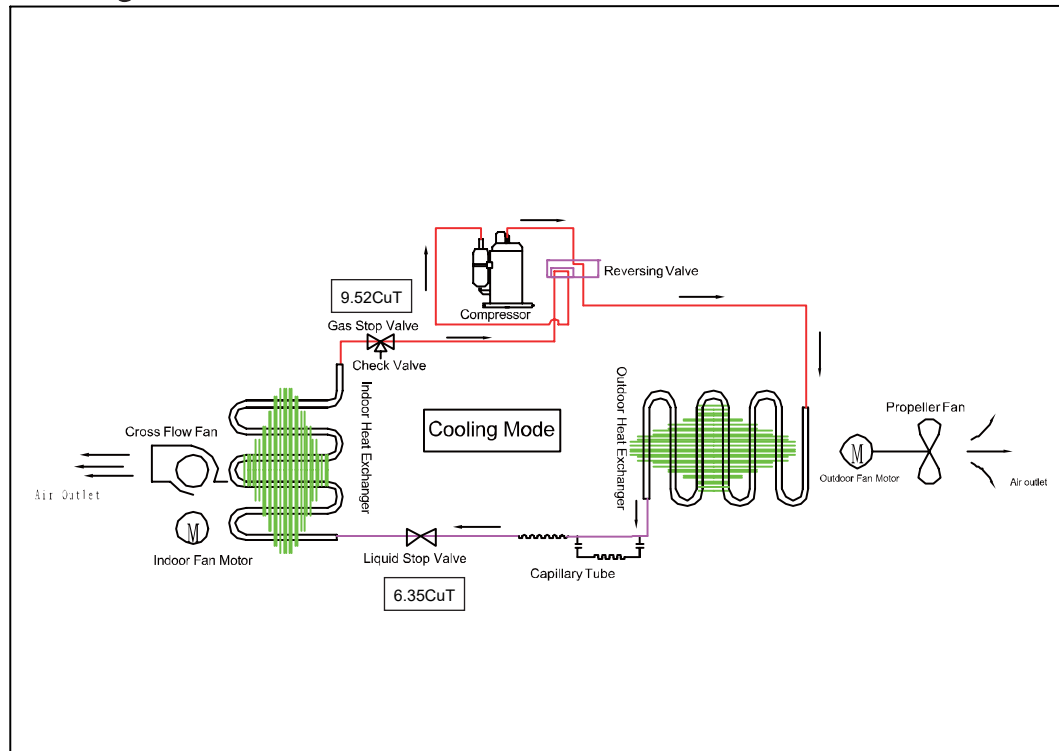 Reversing Valve
9.52CuT
Compressor
Gas Stop Valve
Check Valve
Indoor Heat Exchanger
Outdoor Heat Exchanger
Cooling Mode
Propeller Fan
Cross Flow Fan
M
Outdoor Fan Motor
Air outlet
Air Outlet
M
Indoor Fan Motor
Liquid Stop Valve
Capillary Tube
6.35CuT